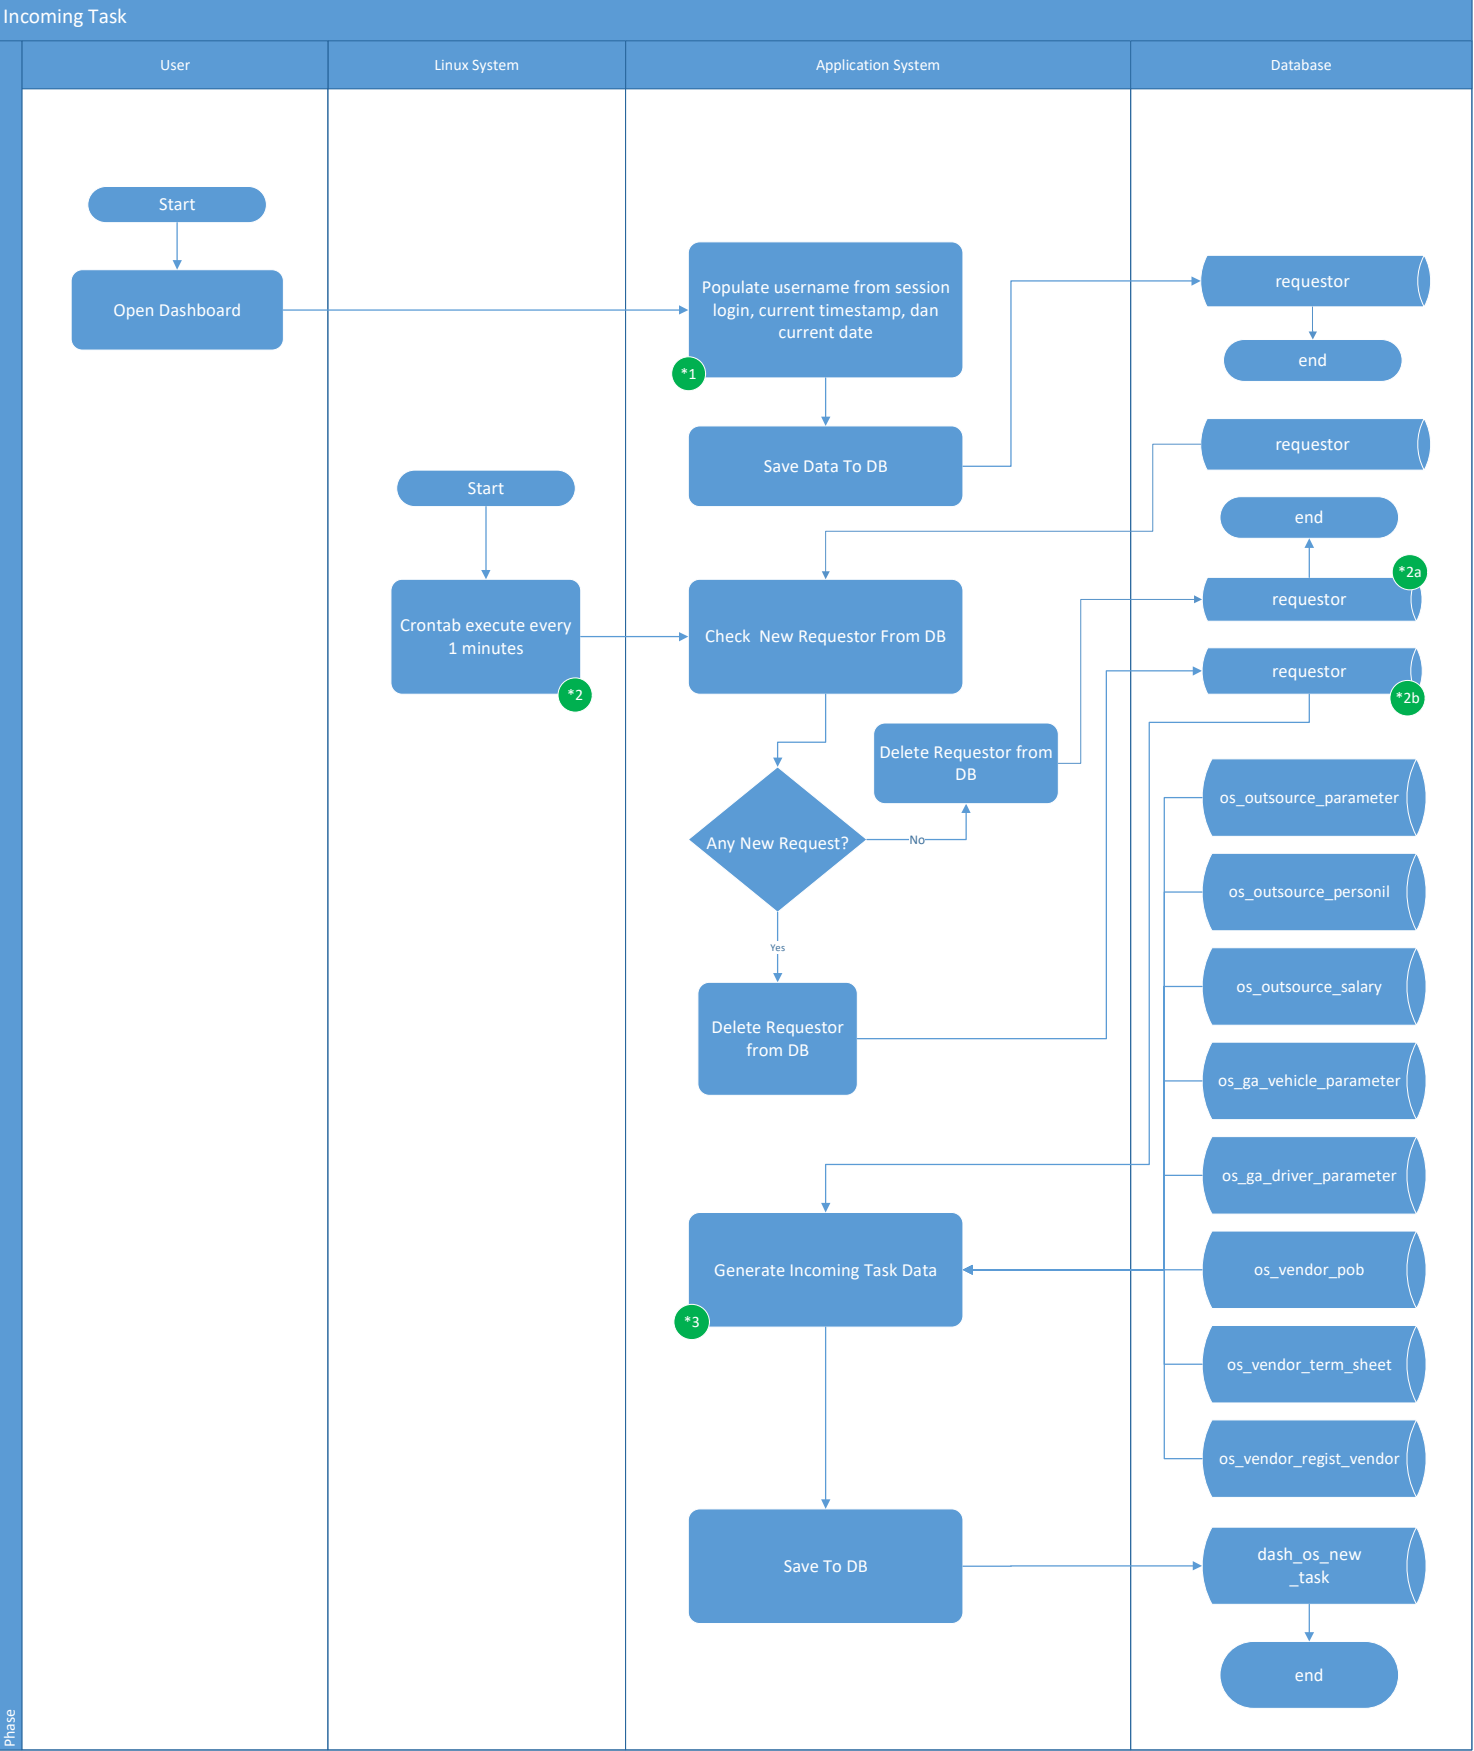 Incoming Task
User
Linux System
Application System
Database
Start
Open Dashboard
Populate username from session
login, current timestamp, dan
current date
*1
requestor
end
Save Data To DB
requestor
Start
end
*2a
requestor
Crontab execute every
1 minutes
*2
Check  New Requestor From DB
requestor
*2b
Delete Requestor from
DB
Any New Request?
No
Yes
Delete Requestor
from DB
os_outsource_parameter
os_outsource_personil
os_outsource_salary
os_ga_vehicle_parameter
os_ga_driver_parameter
Generate Incoming Task Data
*3
os_vendor_pob
os_vendor_term_sheet
os_vendor_regist_vendor
Save To DB
dash_os_new
_task
end
Phase